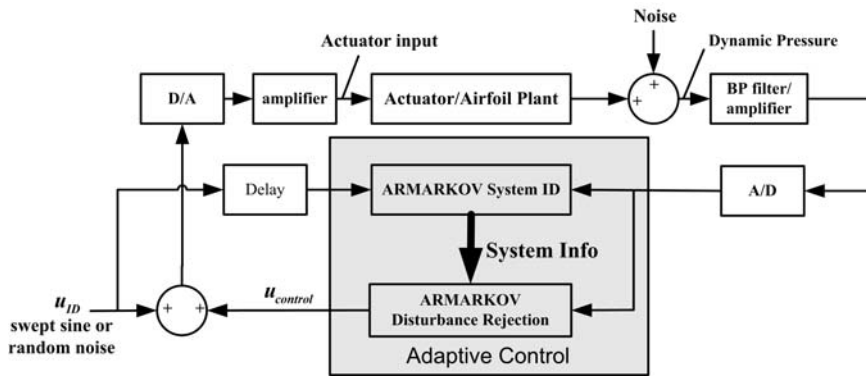 Noise
Actuator input
Dynamic Pressure
D/A
amplifier
Actuator/Airfoil Plant
+
+
BP filter/
amplifier
Delay
ARMARKOV System ID
A/D
System Info
u_ID
swept sine or
random noise
+
+
u_control
ARMARKOV
Disturbance Rejection
Adaptive Control